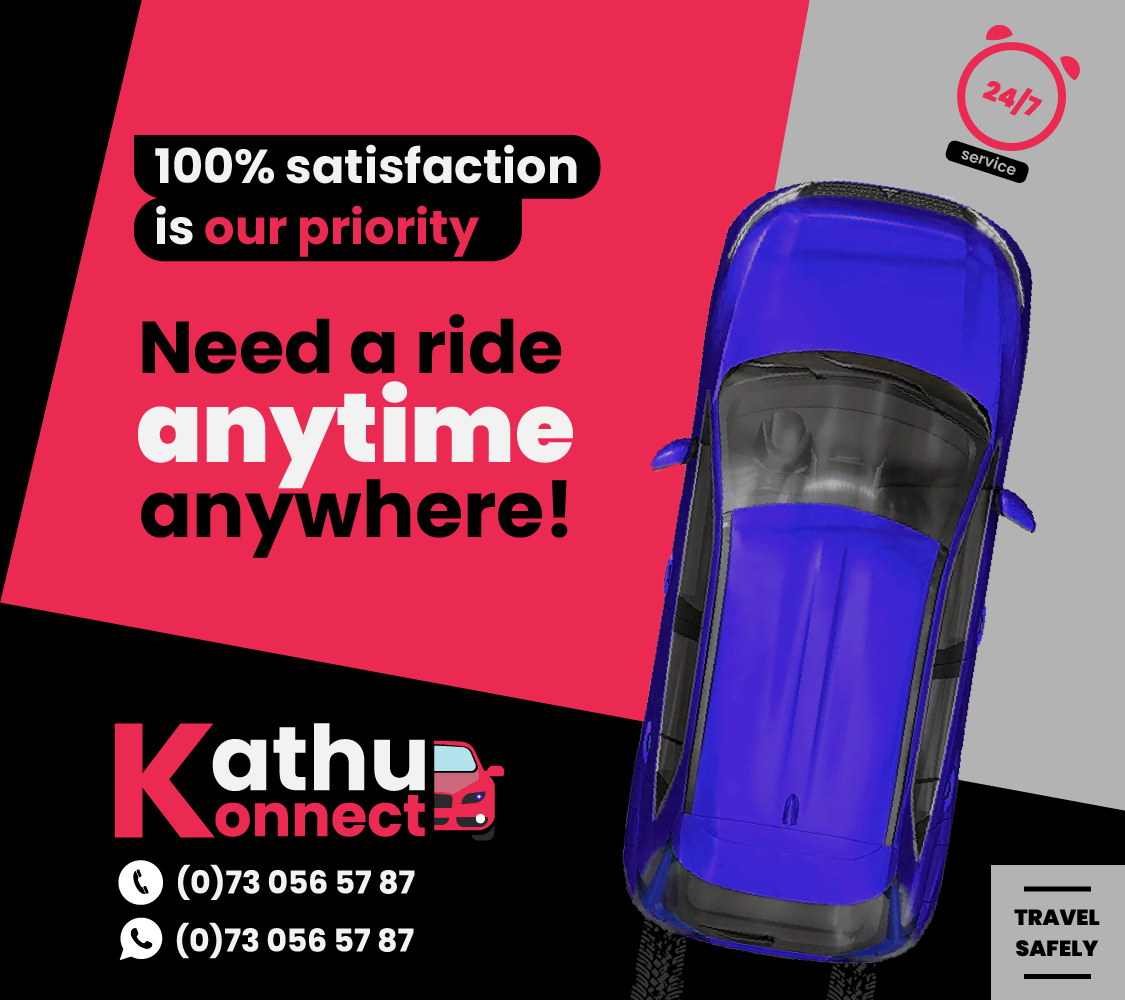 24/7
service
100% satisfaction
is our priority
Need a ride
anytime
anywhere!
Kathu
Konnect
(0)73 056 57 87
(0)73 056 57 87
TRAVEL
SAFELY